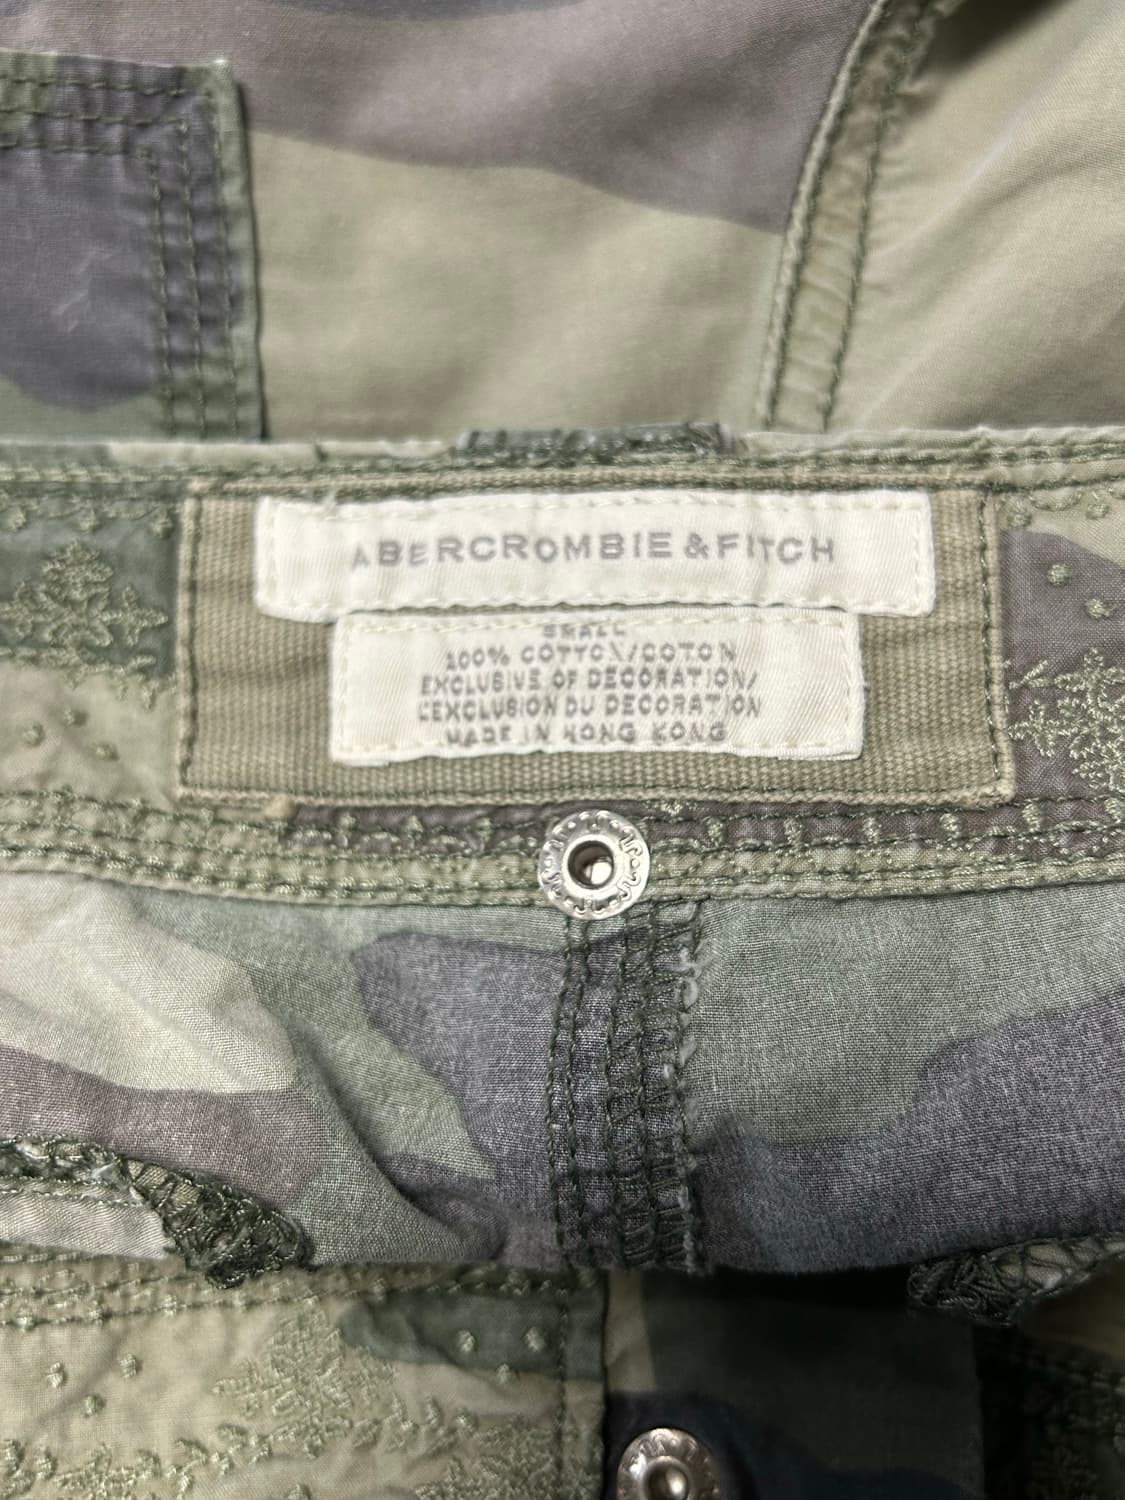 ABERCROMBIE & FITCH
SMALL
100% COTTON/COTON
EXCLUSIVE OF DECORATION/
L'EXCLUSION DU DECORATION
MADE IN HONG KONG